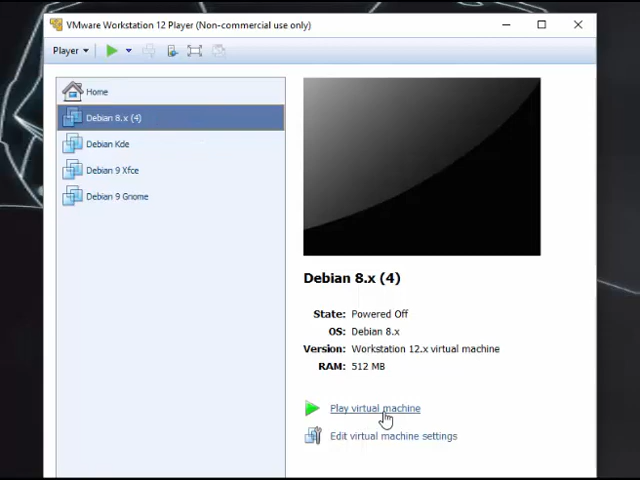 VMware Workstation 12 Player (Non-commercial use only)
Player
Home
Debian 8.x (4)
Debian Kde
Debian 9 Xfce
Debian 9 Gnome
Debian 8.x (4)
State: Powered Off
OS: Debian 8.x
Version: Workstation 12.x virtual machine
RAM: 512 MB
Play virtual machine
Edit virtual machine settings